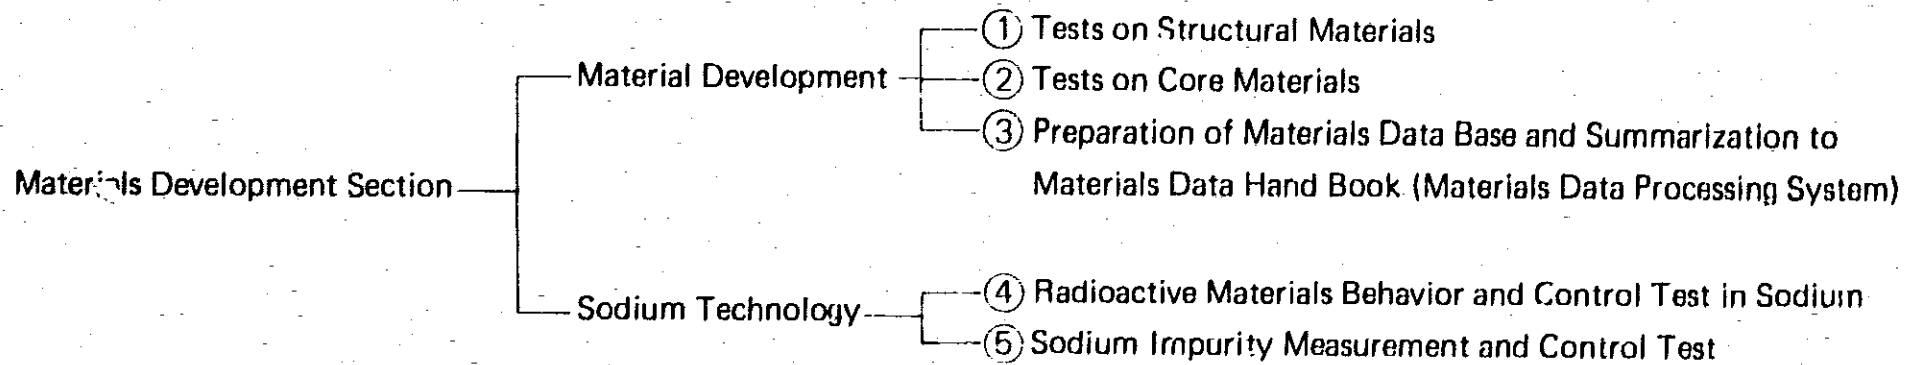 ① Tests on Structural Materials
Material Development
② Tests on Core Materials
③ Preparation of Materials Data Base and Summarization to
Materials Development Section
Materials Data Hand Book (Materials Data Processing System)
④ Radioactive Materials Behavior and Control Test in Sodium
Sodium Technology
⑤ Sodium Impurity Measurement and Control Test